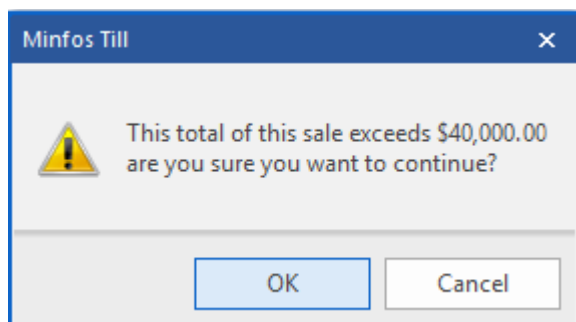 Minfos Till
This total of this sale exceeds $40,000.00
are you sure you want to continue?
OK
Cancel